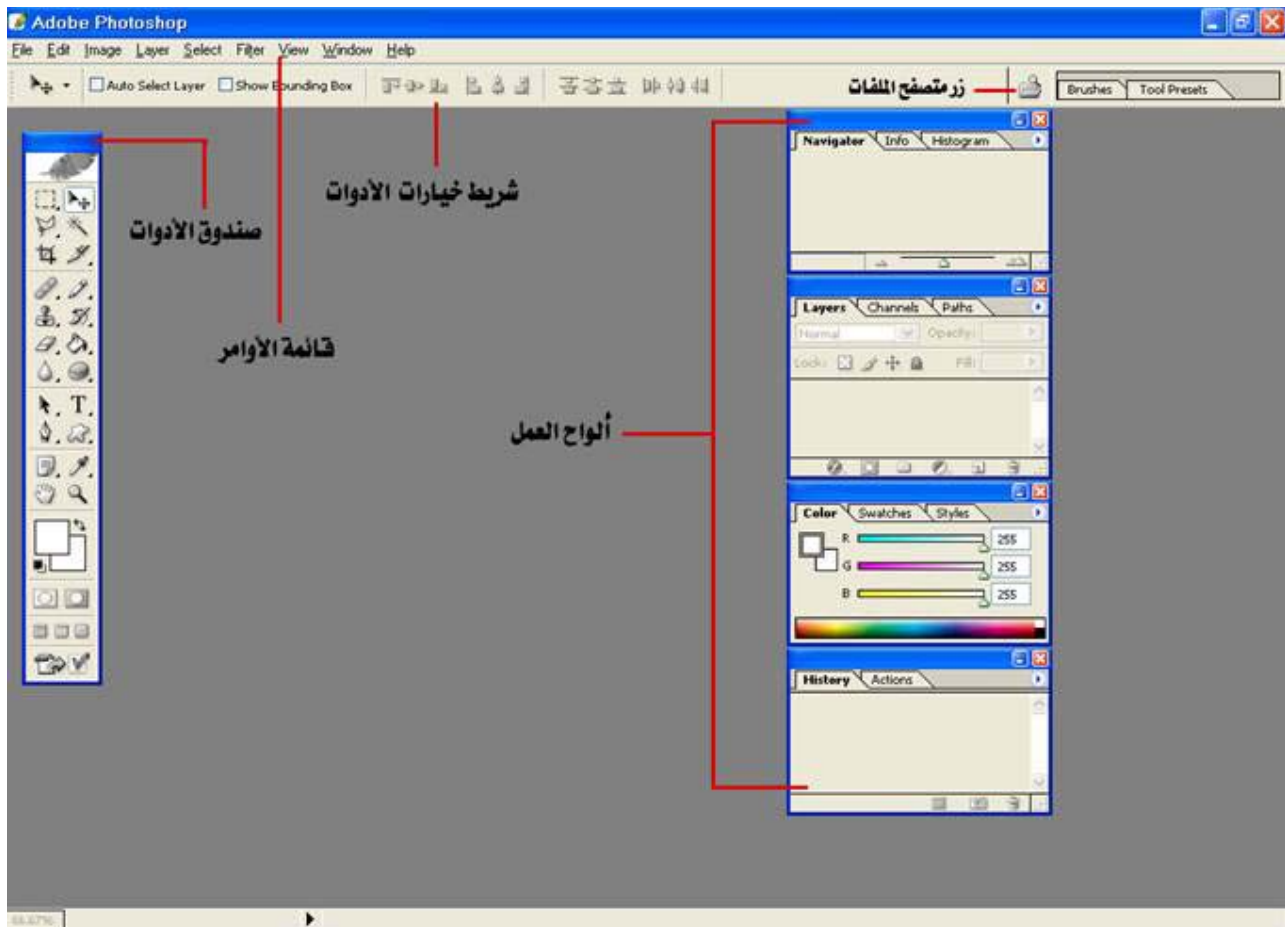 Adobe Photoshop
File Edit Image Layer Select Filter View Window Help
Auto Select Layer Show Bounding Box
زر متصفح الملفات
Brushes Tool Presets
Navigator Info Histogram
شريط خيارات الأدوات
صندوق الأدوات
Layers Channels Paths
Normal Opacity:
Lock: Fill:
قائمة الأوامر
ألواح العمل
Color Swatches Styles
R 255
G 255
B 255
History Actions
66.67%